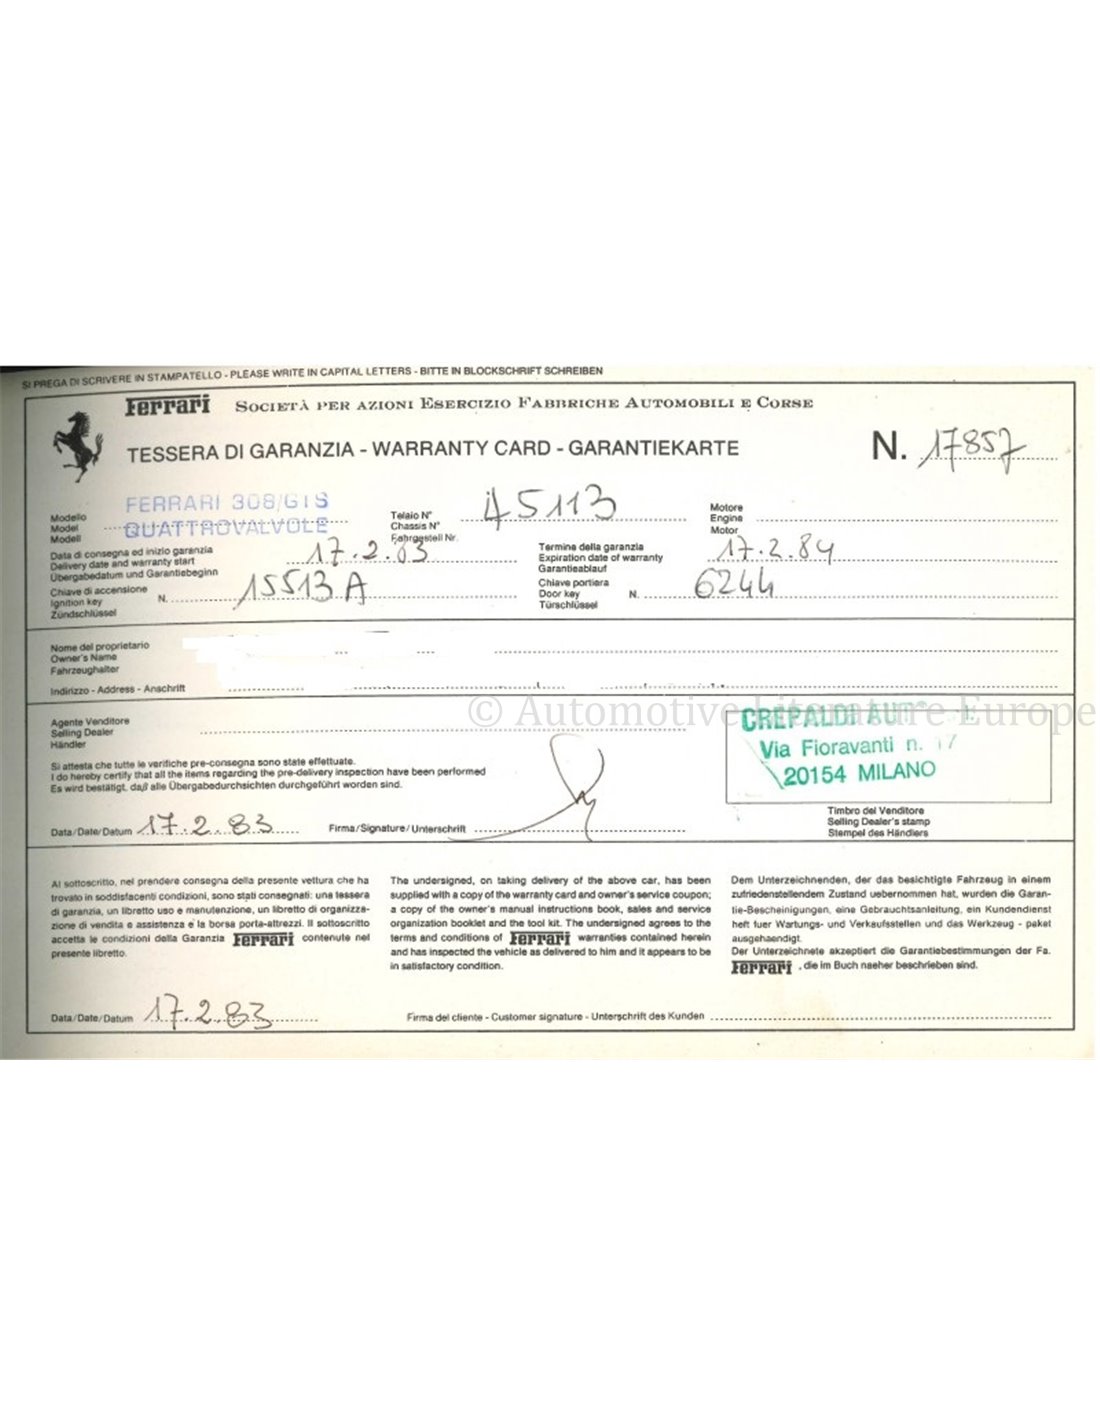 SI PREGA DI SCRIVERE IN STAMPATELLO - PLEASE WRITE IN CAPITAL LETTERS - BITTE IN BLOCKSCHRIFT SCHREIBEN
Ferrari SOCIETÀ PER AZIONI ESERCIZIO FABBRICHE AUTOMOBILI E CORSE
TESSERA DI GARANZIA - WARRANTY CARD - GARANTIEKARTE N. 17857
FERRARI 308/GTS
QUATTROVALVOLE
Modello
Model
Modell
Telaio N°
Chassis N°
Fahrgestell Nr.
45113
Motore
Engine
Motor
Data di consegna ed inizio garanzia
Delivery date and warranty start
Übergabedatum und Garantiebeginn
17.2.83
Termine della garanzia
Expiration date of warranty
Garantieablauf
17.2.84
Chiave di accensione
Ignition key
Zündschlüssel
N. 15513 A
Chiave portiera
Door key
Türschlüssel
N. 6244
Nome del proprietario
Owner's Name
Fahrzeughalter
Indirizzo - Address - Anschrift
© Automotive Literature Europe
Agente Venditore
Selling Dealer
Händler
CREPALDI AUT
Via Fioravanti n. 17
20154 MILANO
Si attesta che tutte le verifiche pre-consegna sono state effettuate.
I do hereby certify that all the items regarding the pre-delivery inspection have been performed
Es wird bestätigt, daß alle Übergabedurchsichten durchgeführt worden sind.
Timbro del Venditore
Selling Dealer's stamp
Stempel des Händlers
Data/Date/Datum 17.2.83 Firma/Signature/Unterschrift
Al sottoscritto, nel prendere consegna della presente vettura che ha
trovato in soddisfacenti condizioni, sono stati consegnati: una tessera
di garanzia, un libretto uso e manutenzione, un libretto di organizza-
zione di vendita e assistenza e la borsa porta-attrezzi. Il sottoscritto
accetta le condizioni della Garanzia Ferrari contenute nel
presente libretto.
The undersigned, on taking delivery of the above car, has been
supplied with a copy of the warranty card and owner's service coupon;
a copy of the owner's manual instructions book, sales and service
organization booklet and the tool kit. The undersigned agrees to the
terms and conditions of Ferrari warranties contained herein
and has inspected the vehicle as delivered to him and it appears to be
in satisfactory condition.
Dem Unterzeichnenden, der das besichtigte Fahrzeug in einem
zufriedenstellendem Zustand uebernommen hat, wurden die Garan-
tie-Bescheinigungen, eine Gebrauchtsanleitung, ein Kundendienst
heft fuer Wartungs- und Verkaufsstellen und das Werkzeug - paket
ausgehaendigt.
Der Unterzeichnete akzeptiert die Garantiebestimmungen der Fa.
Ferrari, die im Buch naeher beschrieben sind.
Data/Date/Datum 17.2.83
Firma del cliente - Customer signature - Unterschrift des Kunden